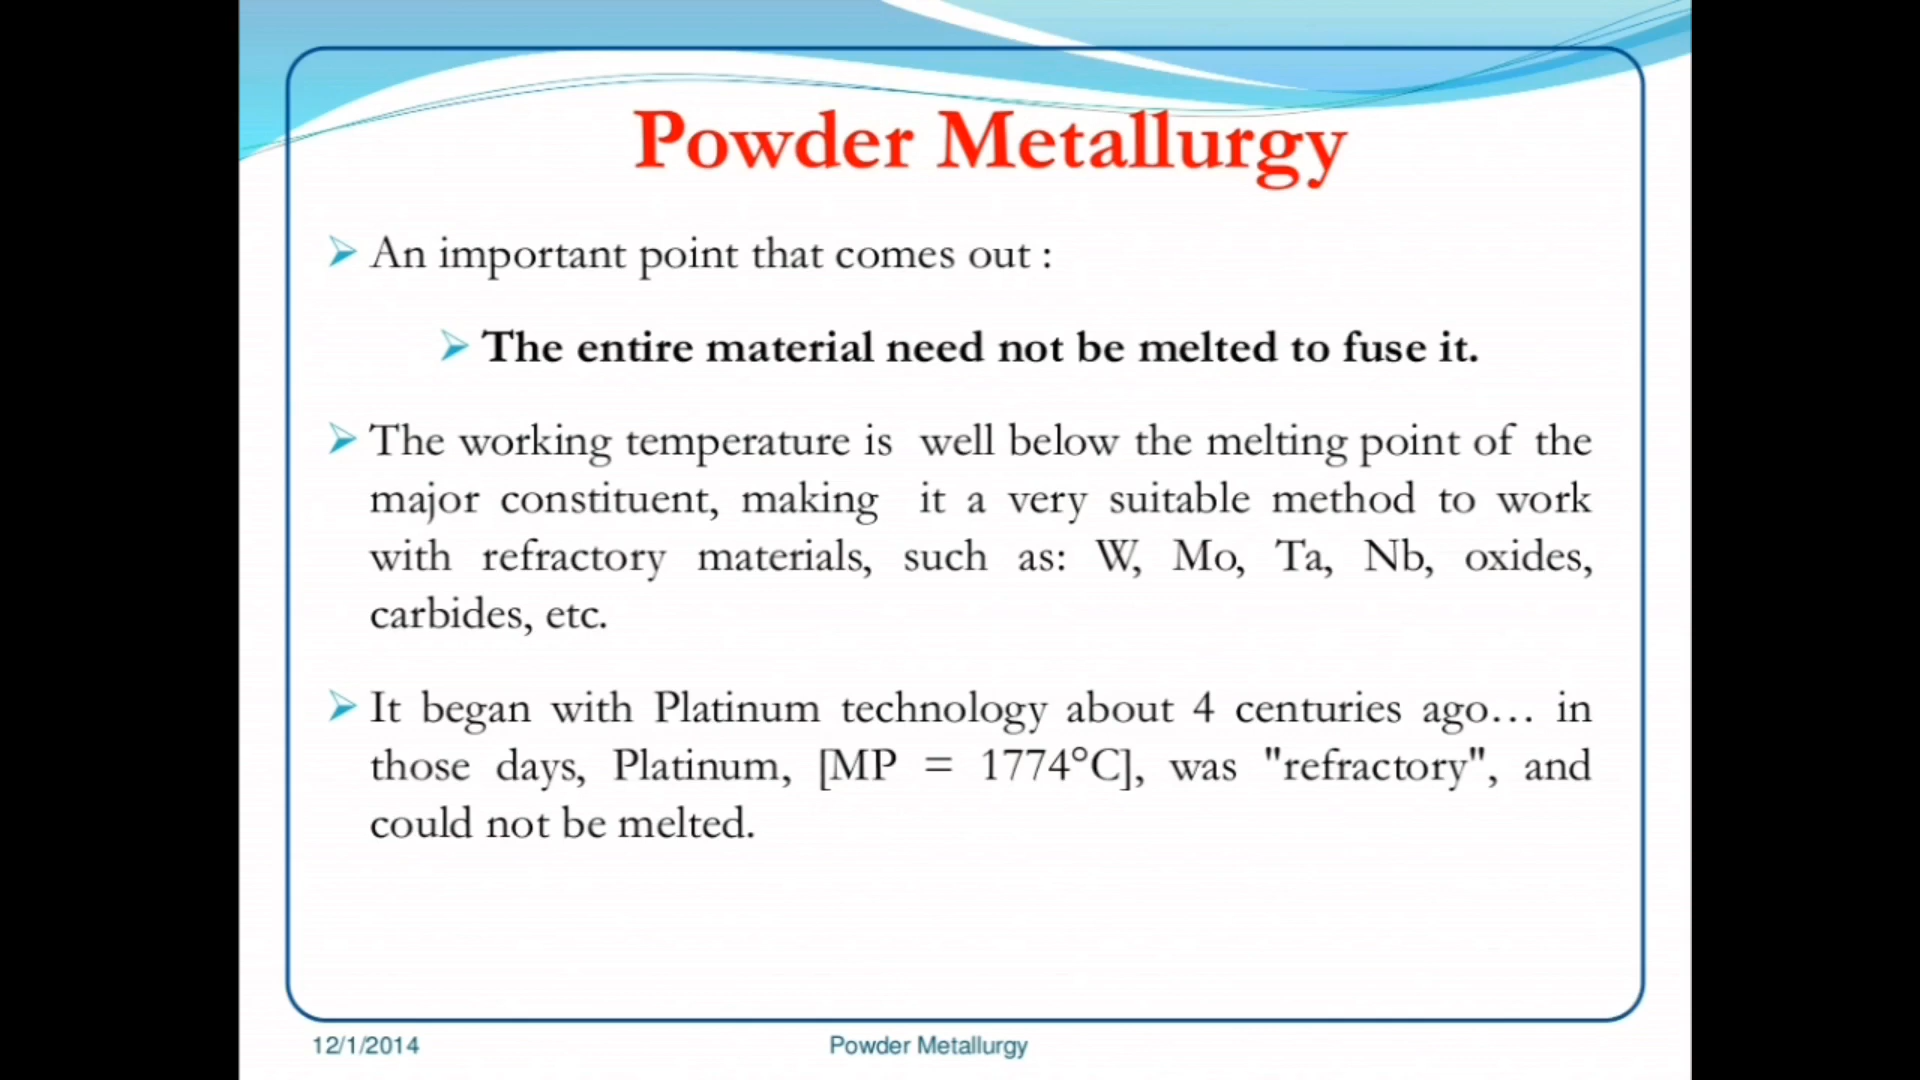 Powder Metallurgy
An important point that comes out :
The entire material need not be melted to fuse it.
The working temperature is well below the melting point of the
major constituent, making it a very suitable method to work
with refractory materials, such as: W, Mo, Ta, Nb, oxides,
carbides, etc.
It began with Platinum technology about 4 centuries ago... in
those days, Platinum, [MP = 1774°C], was "refractory", and
could not be melted.
12/1/2014
Powder Metallurgy